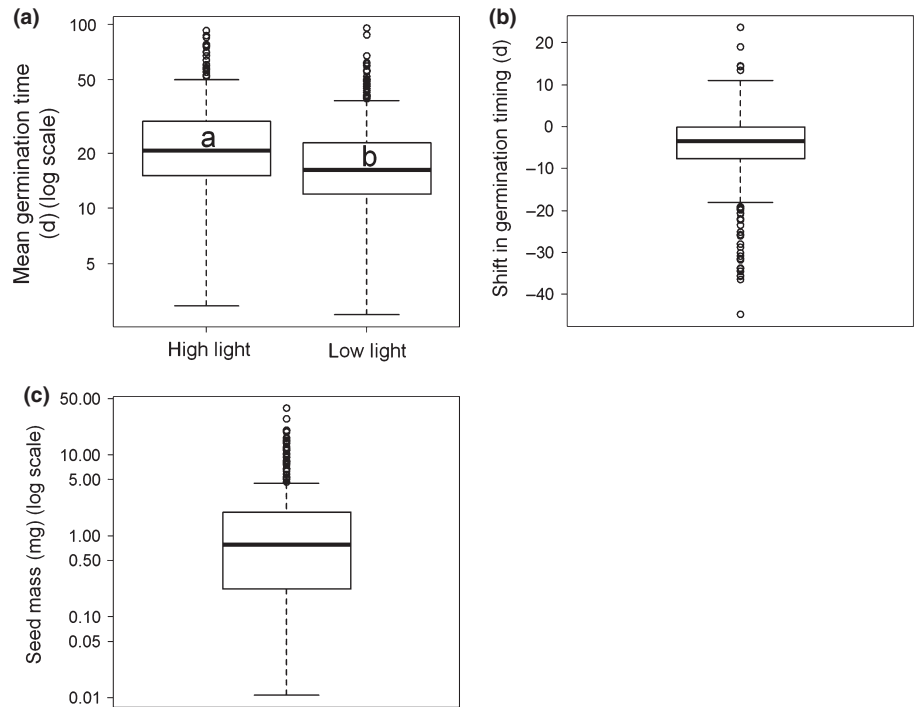 (a)
Mean germination time
(d) (log scale)
100
50
20
10
5
a
b
High light
Low light
(b)
Shift in germination timing (d)
20
10
0
–10
–20
–30
–40
(c)
Seed mass (mg) (log scale)
50.00
10.00
5.00
1.00
0.50
0.10
0.05
0.01